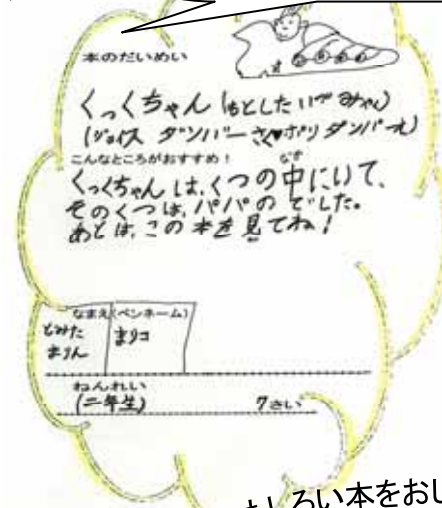 本のだいめい
くっくちゃん(もとしたいづみやく)
(ジョイス ダンバーさく♥ポリ ダンバーえ)
こんなところがおすすめ!
くっくちゃんは、くつの中にいて、
なか
そのくつは、パパのでした。
あとは、この本を見てね!
なまえ(ペンネーム)
とみた
まりん
まりコ
ねんれい
(二年生) 7さい
しろい本をおし